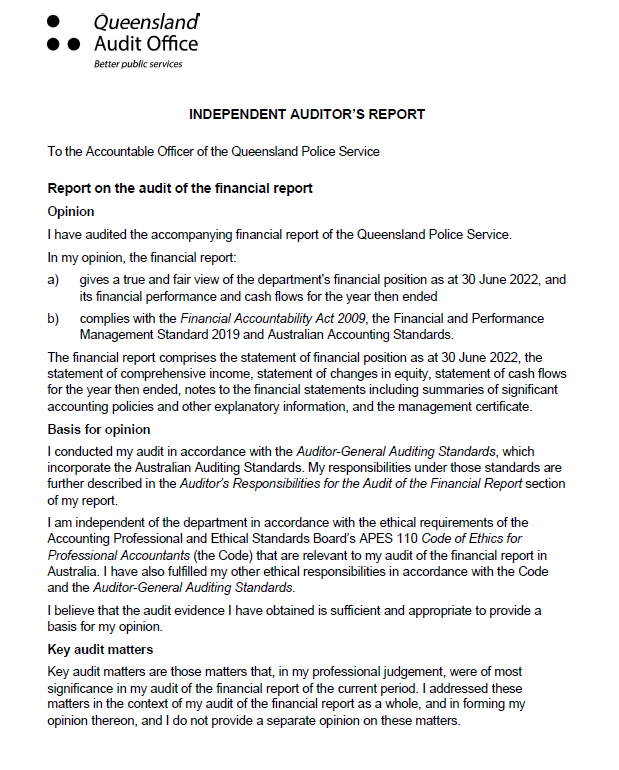 Queensland
Audit Office
Better public services
INDEPENDENT AUDITOR'S REPORT
To the Accountable Officer of the Queensland Police Service
Report on the audit of the financial report
Opinion
I have audited the accompanying financial report of the Queensland Police Service.
In my opinion, the financial report:
a) gives a true and fair view of the department's financial position as at 30 June 2022, and
its financial performance and cash flows for the year then ended
b) complies with the Financial Accountability Act 2009, the Financial and Performance
Management Standard 2019 and Australian Accounting Standards.
The financial report comprises the statement of financial position as at 30 June 2022, the
statement of comprehensive income, statement of changes in equity, statement of cash flows
for the year then ended, notes to the financial statements including summaries of significant
accounting policies and other explanatory information, and the management certificate.
Basis for opinion
I conducted my audit in accordance with the Auditor-General Auditing Standards, which
incorporate the Australian Auditing Standards. My responsibilities under those standards are
further described in the Auditor's Responsibilities for the Audit of the Financial Report section
of my report.
I am independent of the department in accordance with the ethical requirements of the
Accounting Professional and Ethical Standards Board's APES 110 Code of Ethics for
Professional Accountants (the Code) that are relevant to my audit of the financial report in
Australia. I have also fulfilled my other ethical responsibilities in accordance with the Code
and the Auditor-General Auditing Standards.
I believe that the audit evidence I have obtained is sufficient and appropriate to provide a
basis for my opinion.
Key audit matters
Key audit matters are those matters that, in my professional judgement, were of most
significance in my audit of the financial report of the current period. I addressed these
matters in the context of my audit of the financial report as a whole, and in forming my
opinion thereon, and I do not provide a separate opinion on these matters.